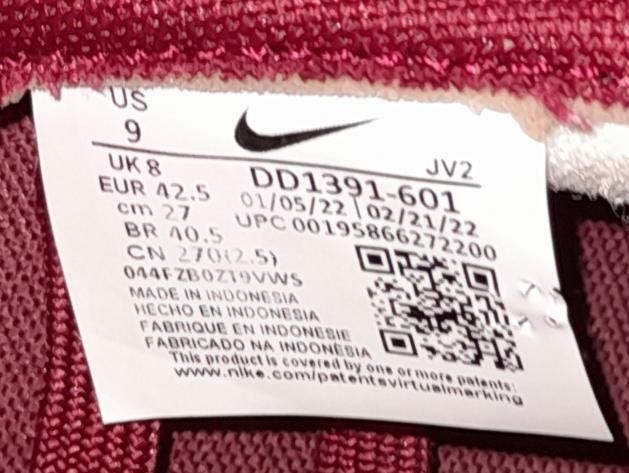 US
9
JV2
UK 8
DD1391-601
EUR 42.5
01/05/22 | 02/21/22
cm 27
UPC 00195866272200
BR 40.5
CN 270(2.5)
044FZB0Z19VWS
MADE IN INDONESIA
HECHO EN INDONESIA
FABRIQUE EN INDONESIE
FABRICADO NA INDONESIA
This product is covered by one or more patents:
www.nike.com/patentsvirtualmarking